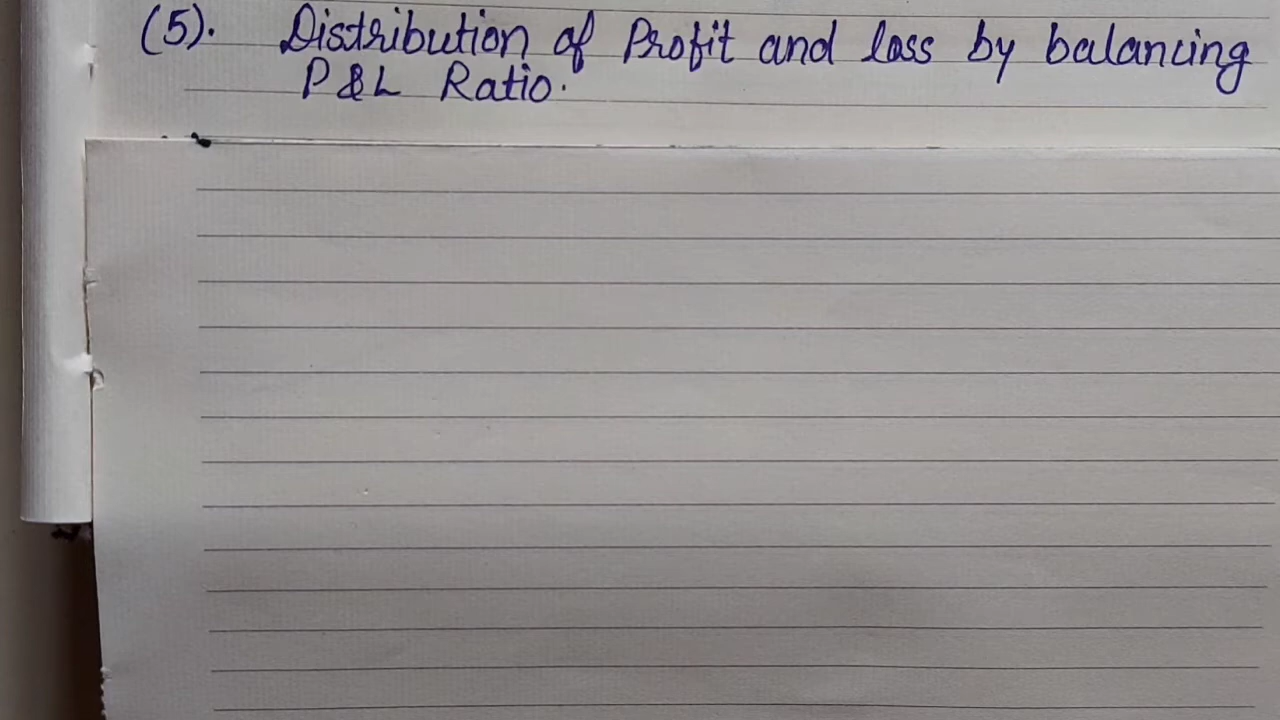 (5). Distribution of Profit and loss by balancing
P & L Ratio.